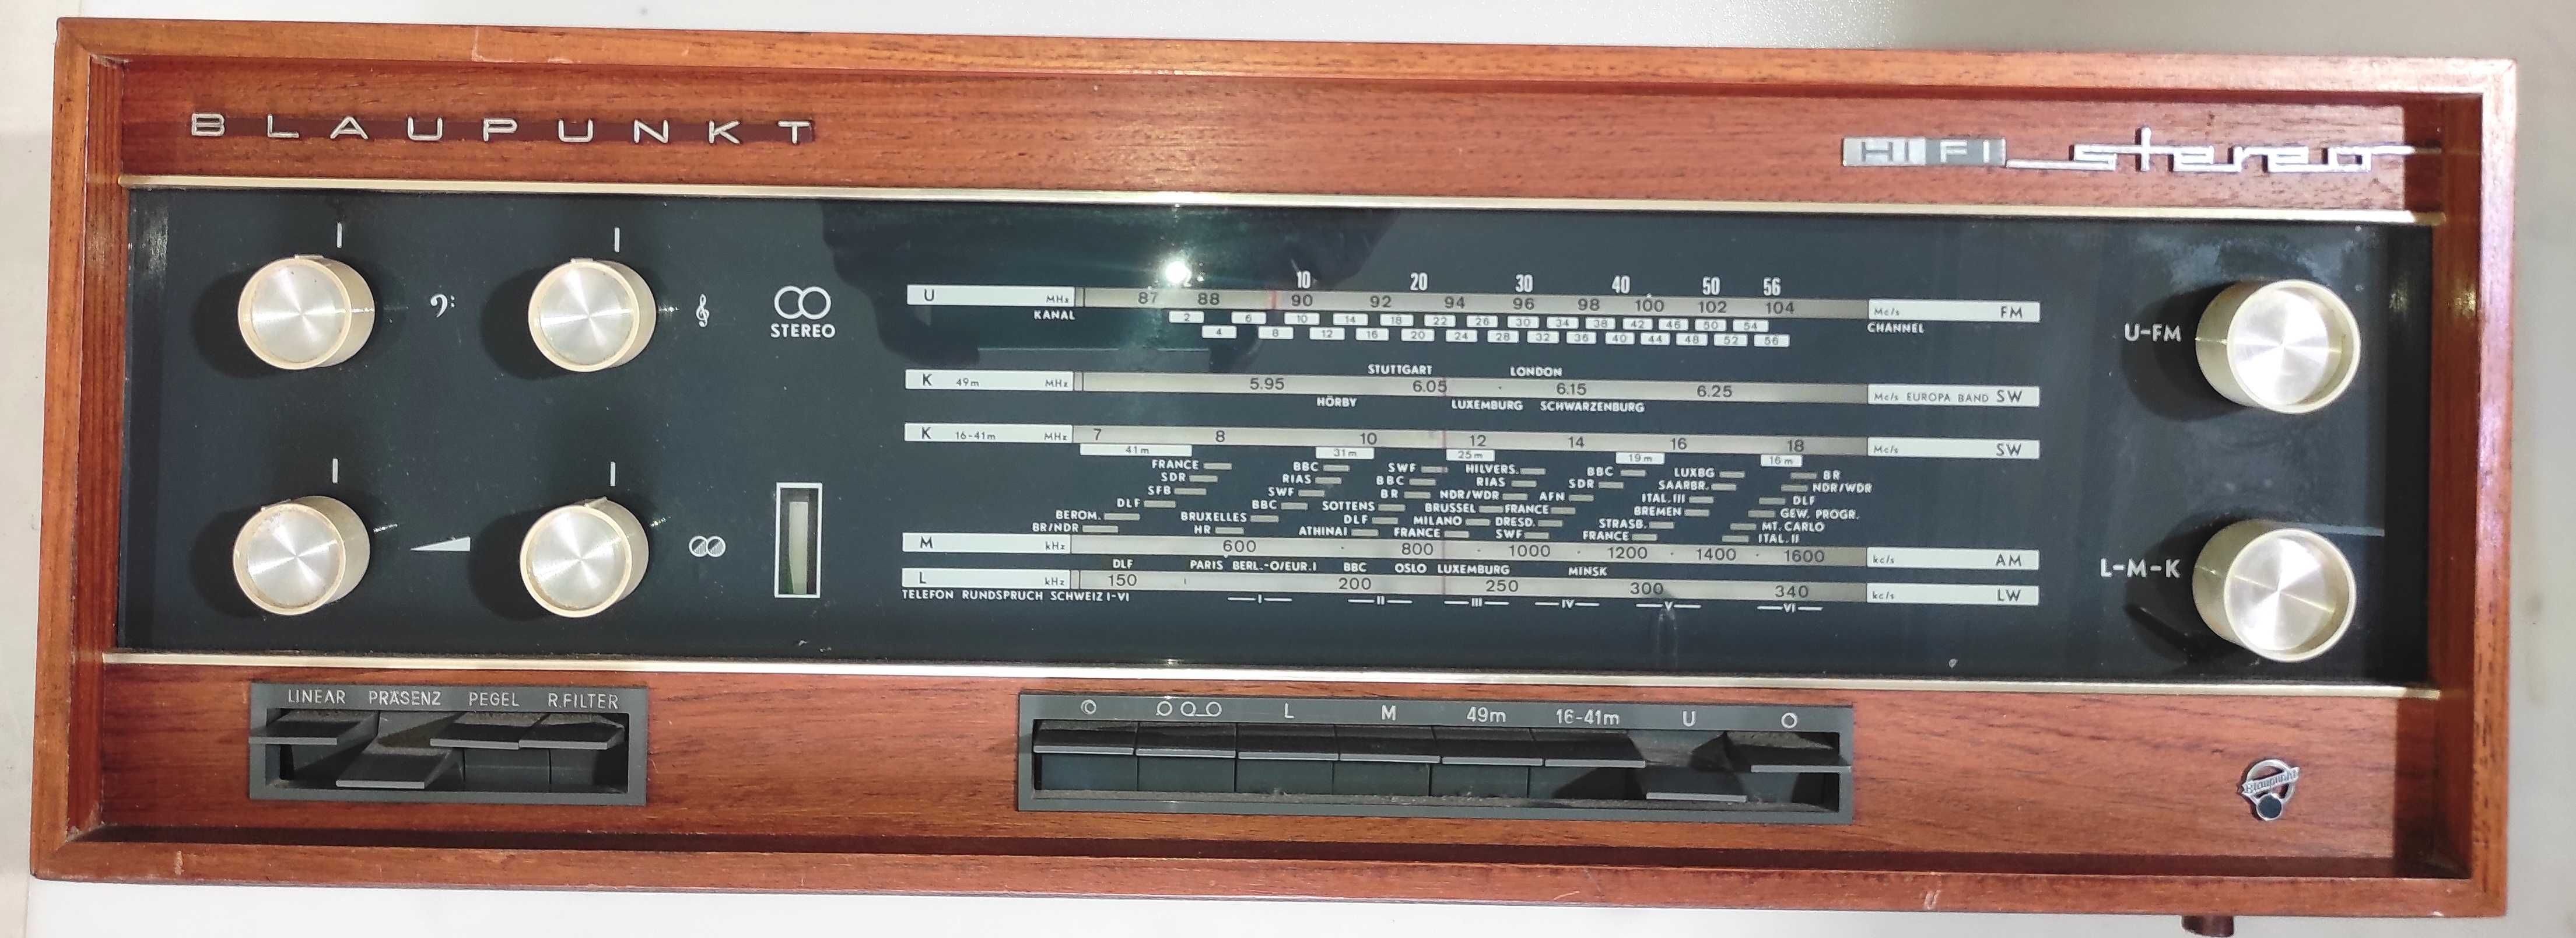 BLAUPUNKT
HI FI stereo
2 10 20 30 40 50 56
U MHz 87 88 90 92 94 96 98 100 102 104 Mc/s FM
KANAL 2 6 10 14 18 22 26 30 34 38 42 46 50 54 CHANNEL
4 8 12 16 20 24 28 32 36 40 44 48 52 56
STEREO
U-FM
STUTTGART LONDON
K 49m MHz 5.95 6.05 6.15 6.25 Mc/s EUROPA BAND SW
HÖRBY LUXEMBURG SCHWARZENBURG
K 16-41m MHz 7 8 10 12 14 16 18 Mc/s SW
41m 31m 25m 19m 16m
FRANCE BBC SWF HILVERS. BBC LUXBG BR
SDR RIAS BBC RIAS SDR SAARBR. NDR/WDR
SFB SWF BR NDR/WDR AFN ITAL.III DLF
DLF BBC SOTTENS BRUSSEL FRANCE BREMEN GEW. PROGR.
BEROM. BRUXELLES DLF MILANO DRESD. STRASB. MT. CARLO
BR/NDR HR ATHINAI FRANCE SWF FRANCE ITAL.II
M kHz 600 800 1000 1200 1400 1600 kc/s AM
DLF PARIS BERL.-O/EUR.I BBC OSLO LUXEMBURG MINSK
L kHz 150 200 250 300 340 kc/s LW
TELEFON RUNDSPRUCH SCHWEIZ I-VI I II III IV V VI
L-M-K
LINEAR PRÄSENZ PEGEL R.FILTER
L M 49m 16-41m U
Blaupunkt